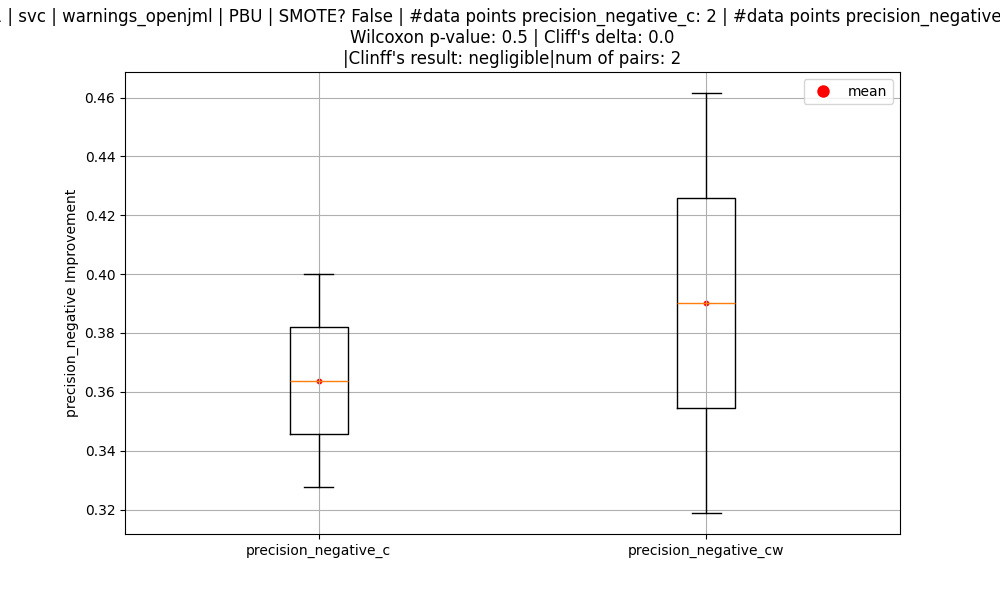 | svc | warnings_openjml | PBU | SMOTE? False | #data points precision_negative_c: 2 | #data points precision_negative
Wilcoxon p-value: 0.5 | Cliff's delta: 0.0
|Clinff's result: negligible|num of pairs: 2
mean
0.46
0.44
0.42
0.40
0.38
0.36
0.34
0.32
precision_negative Improvement
precision_negative_c
precision_negative_cw